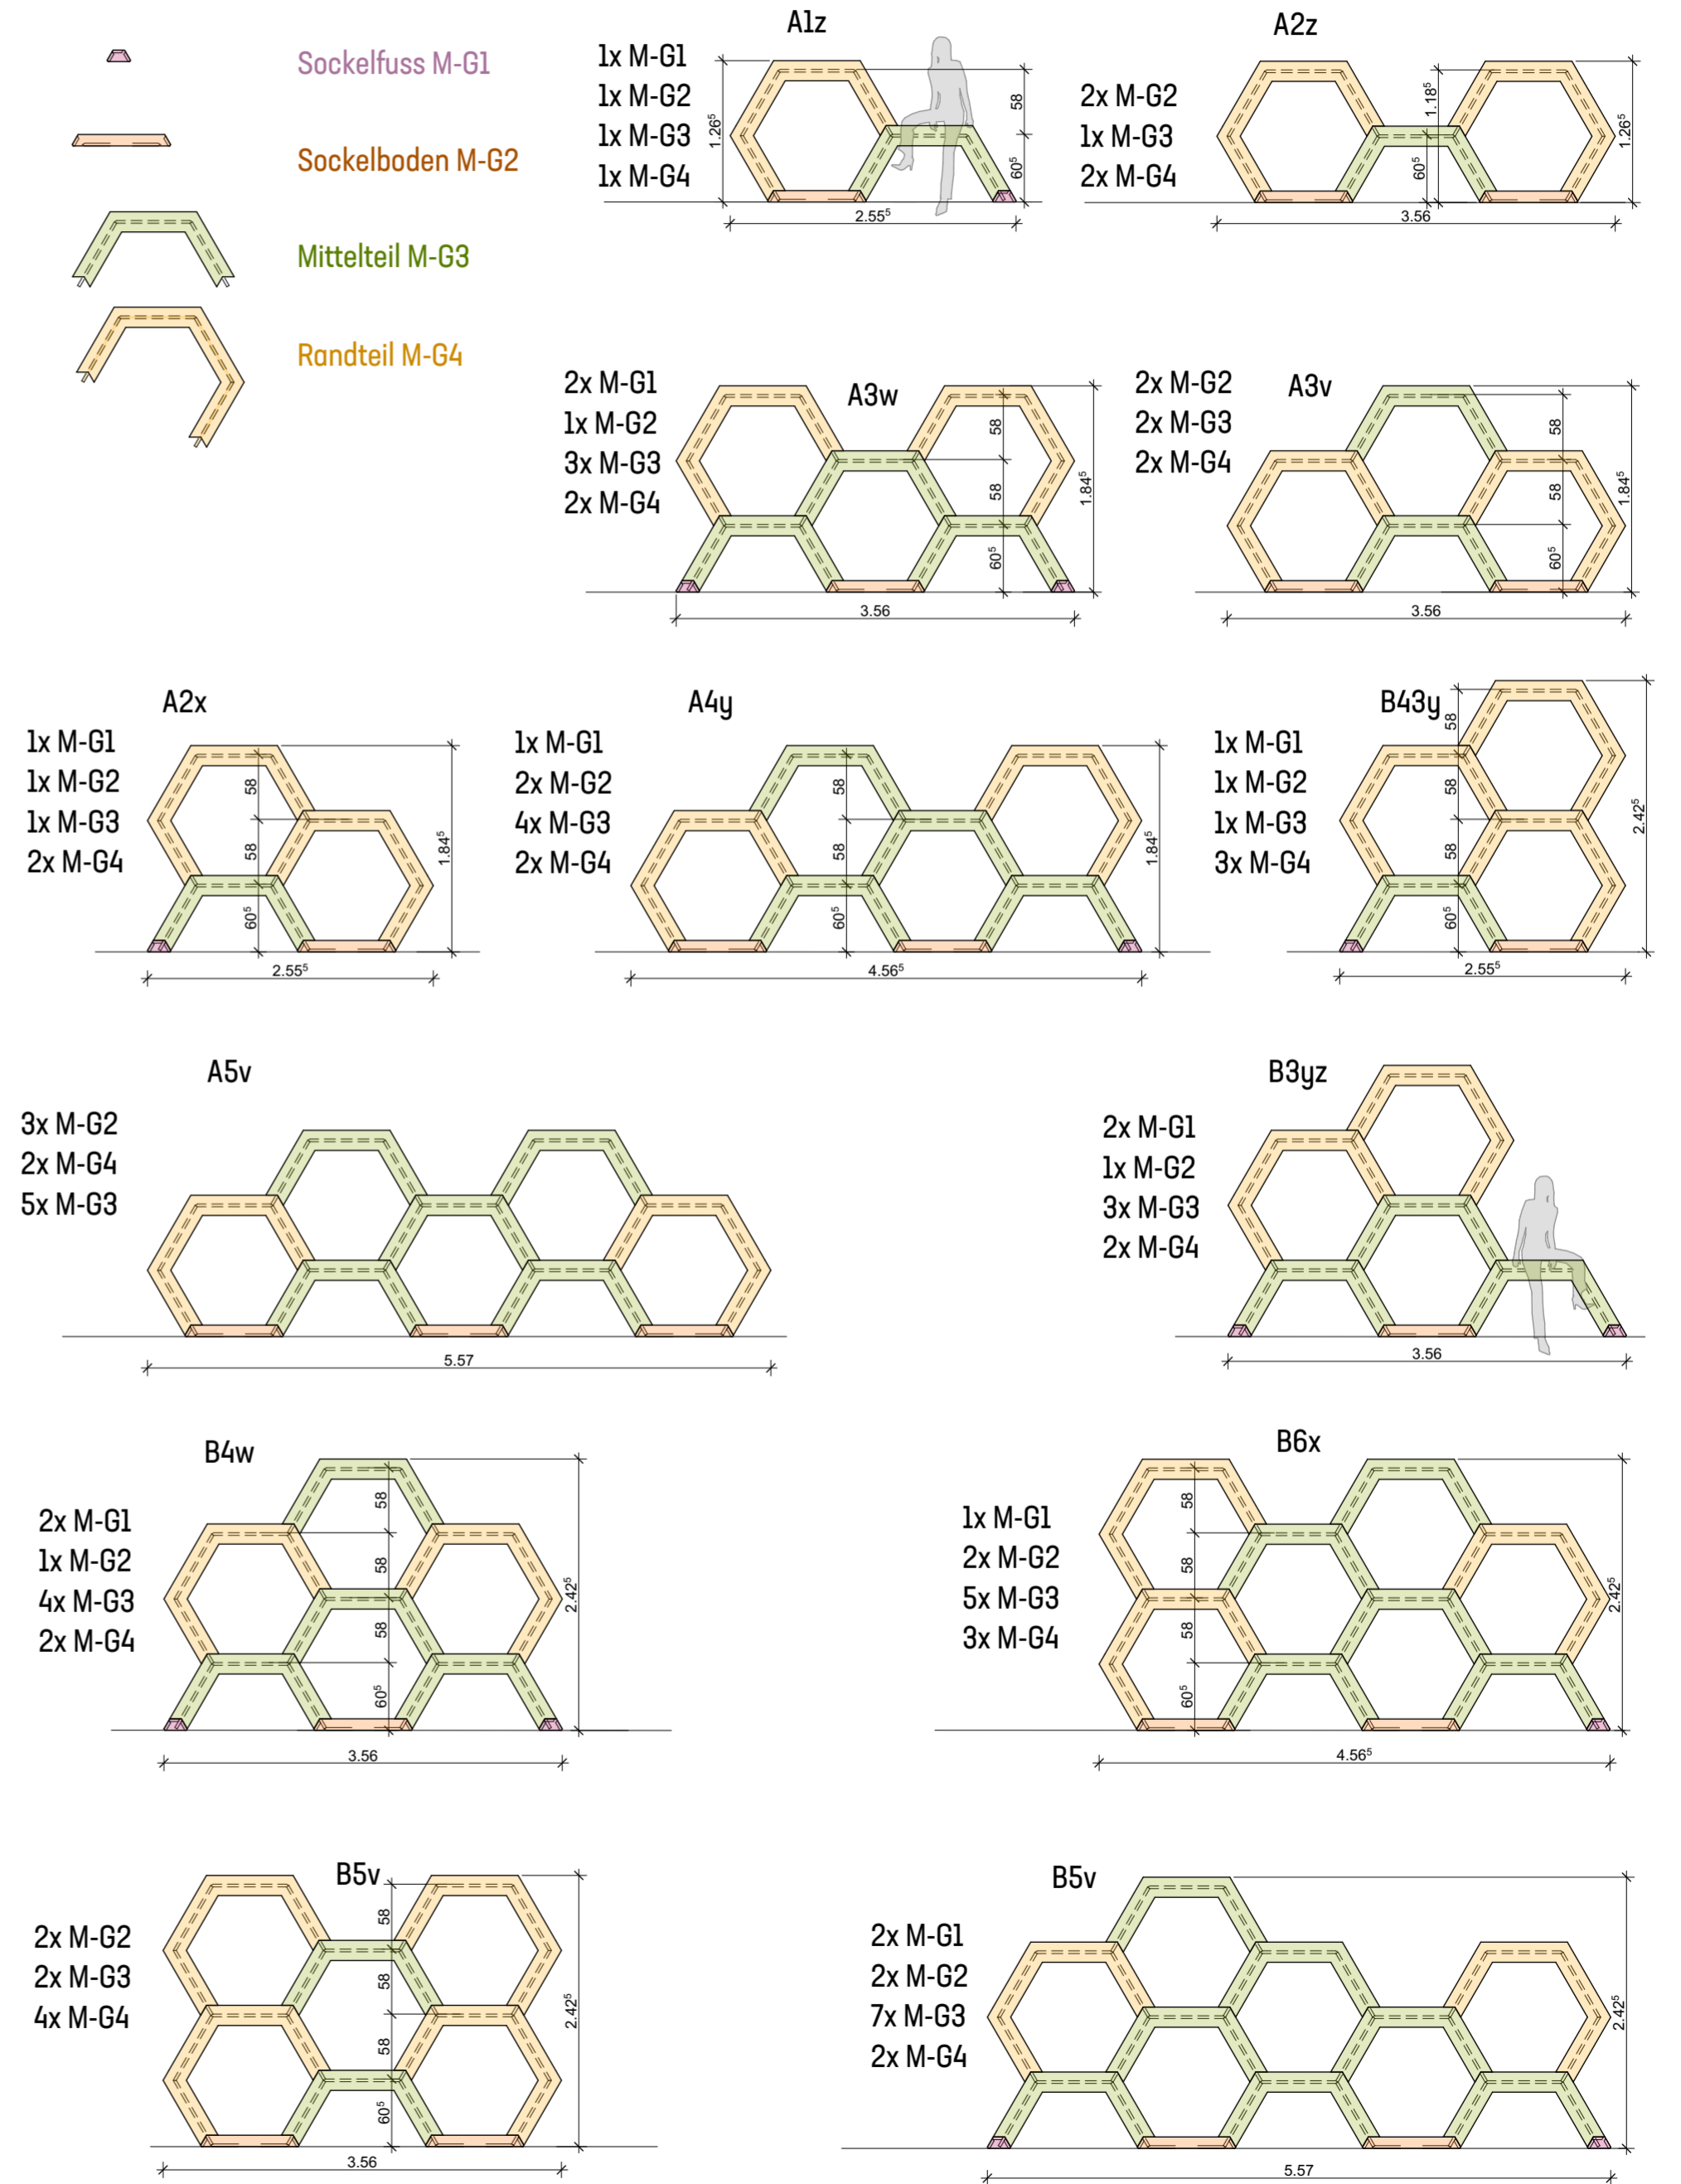 Sockelfuss M-G1
Sockelboden M-G2
Mittelteil M-G3
Randteil M-G4
A1z
1x M-G1
1x M-G2
1x M-G3
1x M-G4
1.26⁵
58
60⁵
2.55⁵
A2z
2x M-G2
1x M-G3
2x M-G4
1.18⁵
60⁵
1.26⁵
3.56
A3w
2x M-G1
1x M-G2
3x M-G3
2x M-G4
58
58
60⁵
1.84⁵
3.56
A3v
2x M-G2
2x M-G3
2x M-G4
58
58
60⁵
1.84⁵
3.56
A2x
1x M-G1
1x M-G2
1x M-G3
2x M-G4
58
58
60⁵
1.84⁵
2.55⁵
A4y
1x M-G1
2x M-G2
4x M-G3
2x M-G4
58
58
60⁵
1.84⁵
4.56⁵
B43y
1x M-G1
1x M-G2
1x M-G3
3x M-G4
58
58
58
60⁵
2.42⁵
2.55⁵
A5v
3x M-G2
2x M-G4
5x M-G3
5.57
B3yz
2x M-G1
1x M-G2
3x M-G3
2x M-G4
3.56
B4w
2x M-G1
1x M-G2
4x M-G3
2x M-G4
58
58
58
60⁵
2.42⁵
3.56
B6x
1x M-G1
2x M-G2
5x M-G3
3x M-G4
58
58
58
60⁵
2.42⁵
4.56⁵
B5v
2x M-G2
2x M-G3
4x M-G4
58
58
58
60⁵
2.42⁵
3.56
B5v
2x M-G1
2x M-G2
7x M-G3
2x M-G4
2.42⁵
5.57